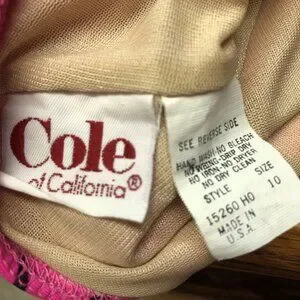 Cole
of California®
SEE REVERSE SIDE
HAND WASH-NO BLEACH
NO WRING-DRIP DRY
NO IRON-NO DRYER
NO DRY CLEAN
STYLE SIZE
15260 HO 10
MADE IN
U.S.A.